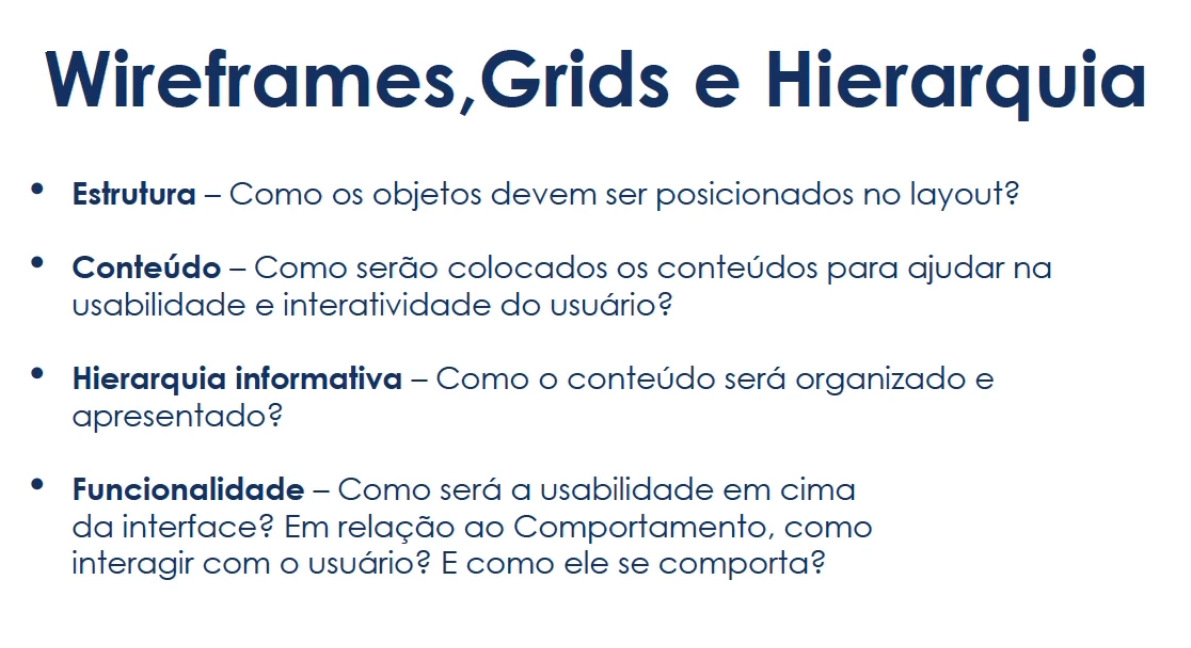 Wireframes,Grids e Hierarquia
• Estrutura – Como os objetos devem ser posicionados no layout?
• Conteúdo – Como serão colocados os conteúdos para ajudar na
usabilidade e interatividade do usuário?
• Hierarquia informativa – Como o conteúdo será organizado e
apresentado?
• Funcionalidade – Como será a usabilidade em cima
da interface? Em relação ao Comportamento, como
interagir com o usuário? E como ele se comporta?